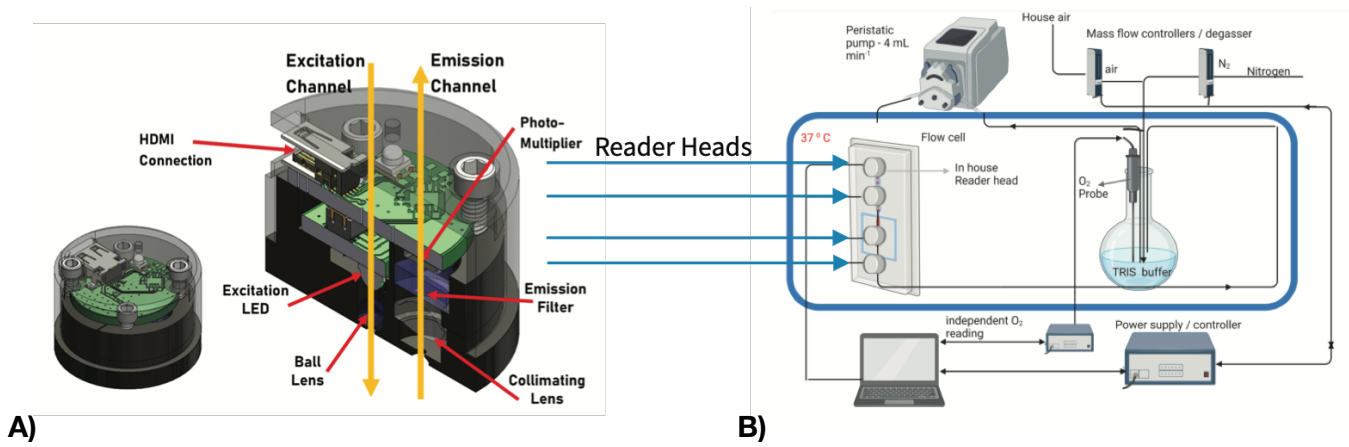 A)
Excitation
Channel
Emission
Channel
HDMI
Connection
Photo-
Multiplier
Excitation
LED
Emission
Filter
Ball
Lens
Collimating
Lens
Reader Heads
B)
Peristatic
pump - 4 mL
min⁻¹
House air
Mass flow controllers / degasser
air
N₂
Nitrogen
37 º C
Flow cell
In house
Reader head
O₂
Probe
TRIS buffer
independent O₂
reading
Power supply / controller